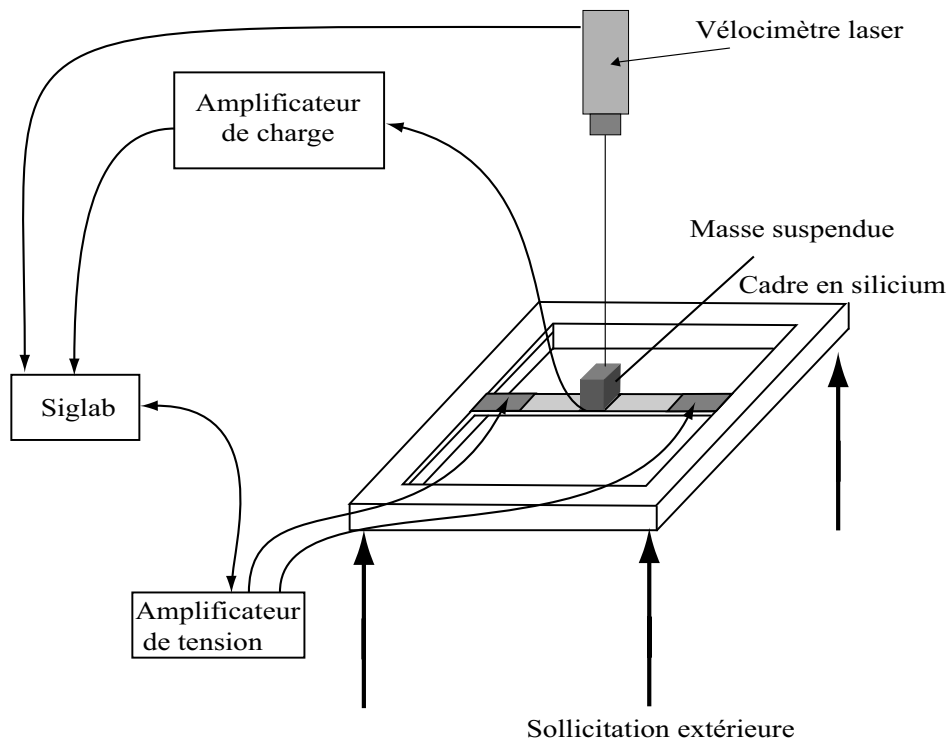 Vélocimètre laser
Amplificateur
de charge
Masse suspendue
Cadre en silicium
Siglab
Amplificateur
de tension
Sollicitation extérieure